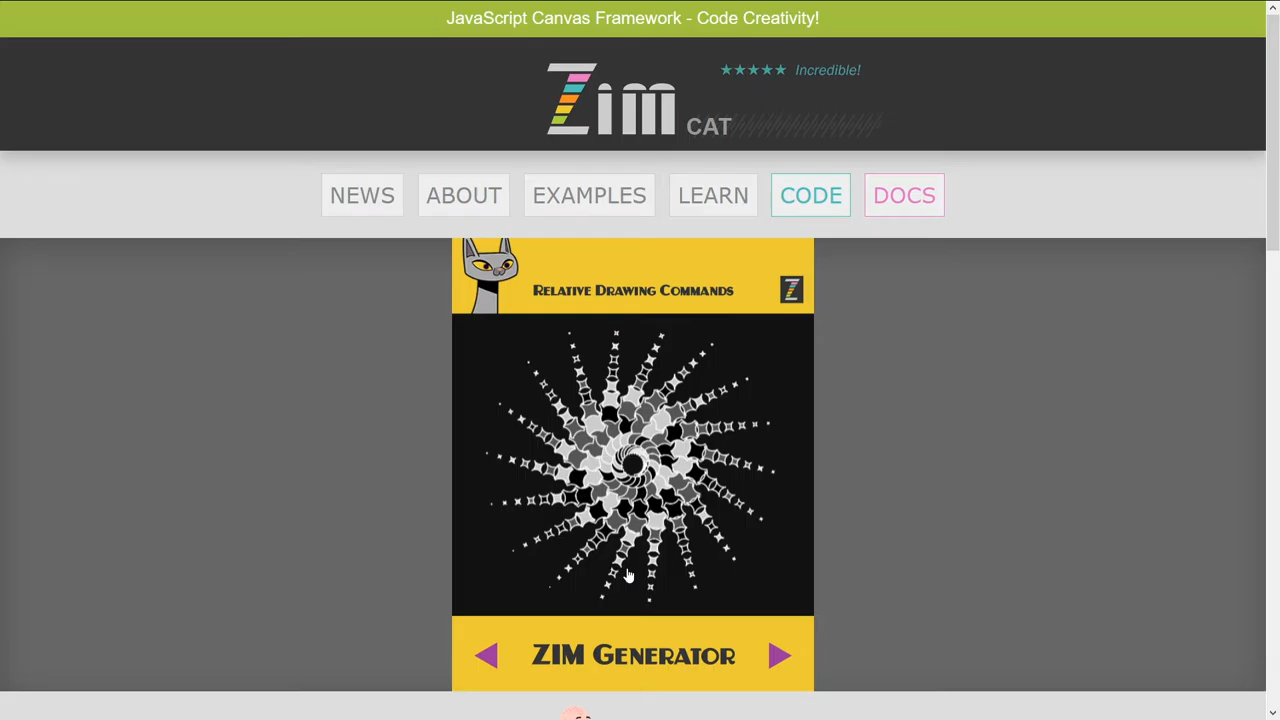 JavaScript Canvas Framework - Code Creativity!
★★★★★ Incredible!
Zim CAT
NEWS ABOUT EXAMPLES LEARN CODE DOCS
RELATIVE DRAWING COMMANDS
Z
ZIM GENERATOR